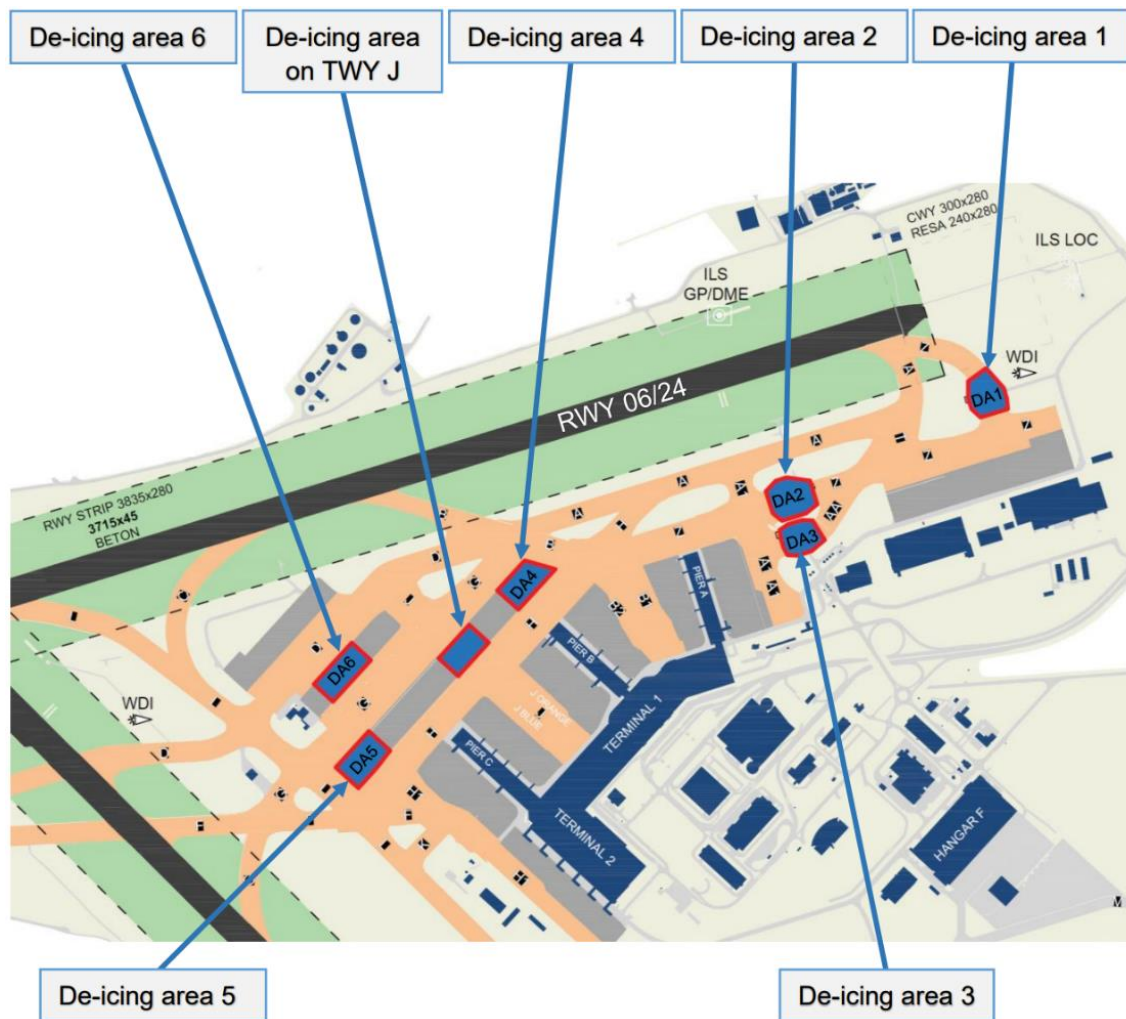 De-icing area 6
De-icing area
on TWY J
De-icing area 4
De-icing area 2
De-icing area 1
CWY 300x280
RESA 240x280
ILS LOC
ILS
GP/DME
WDI
DA1
RWY 06/24
A
DA2
A
DA3
RWY STRIP 3835x280
3715x45
BETON
A
DA4
PIER A
DA6
PIER B
WDI
J ORANGE
J BLUE
TERMINAL 1
DA5
PIER C
TERMINAL 2
HANGAR F
M
De-icing area 5
De-icing area 3